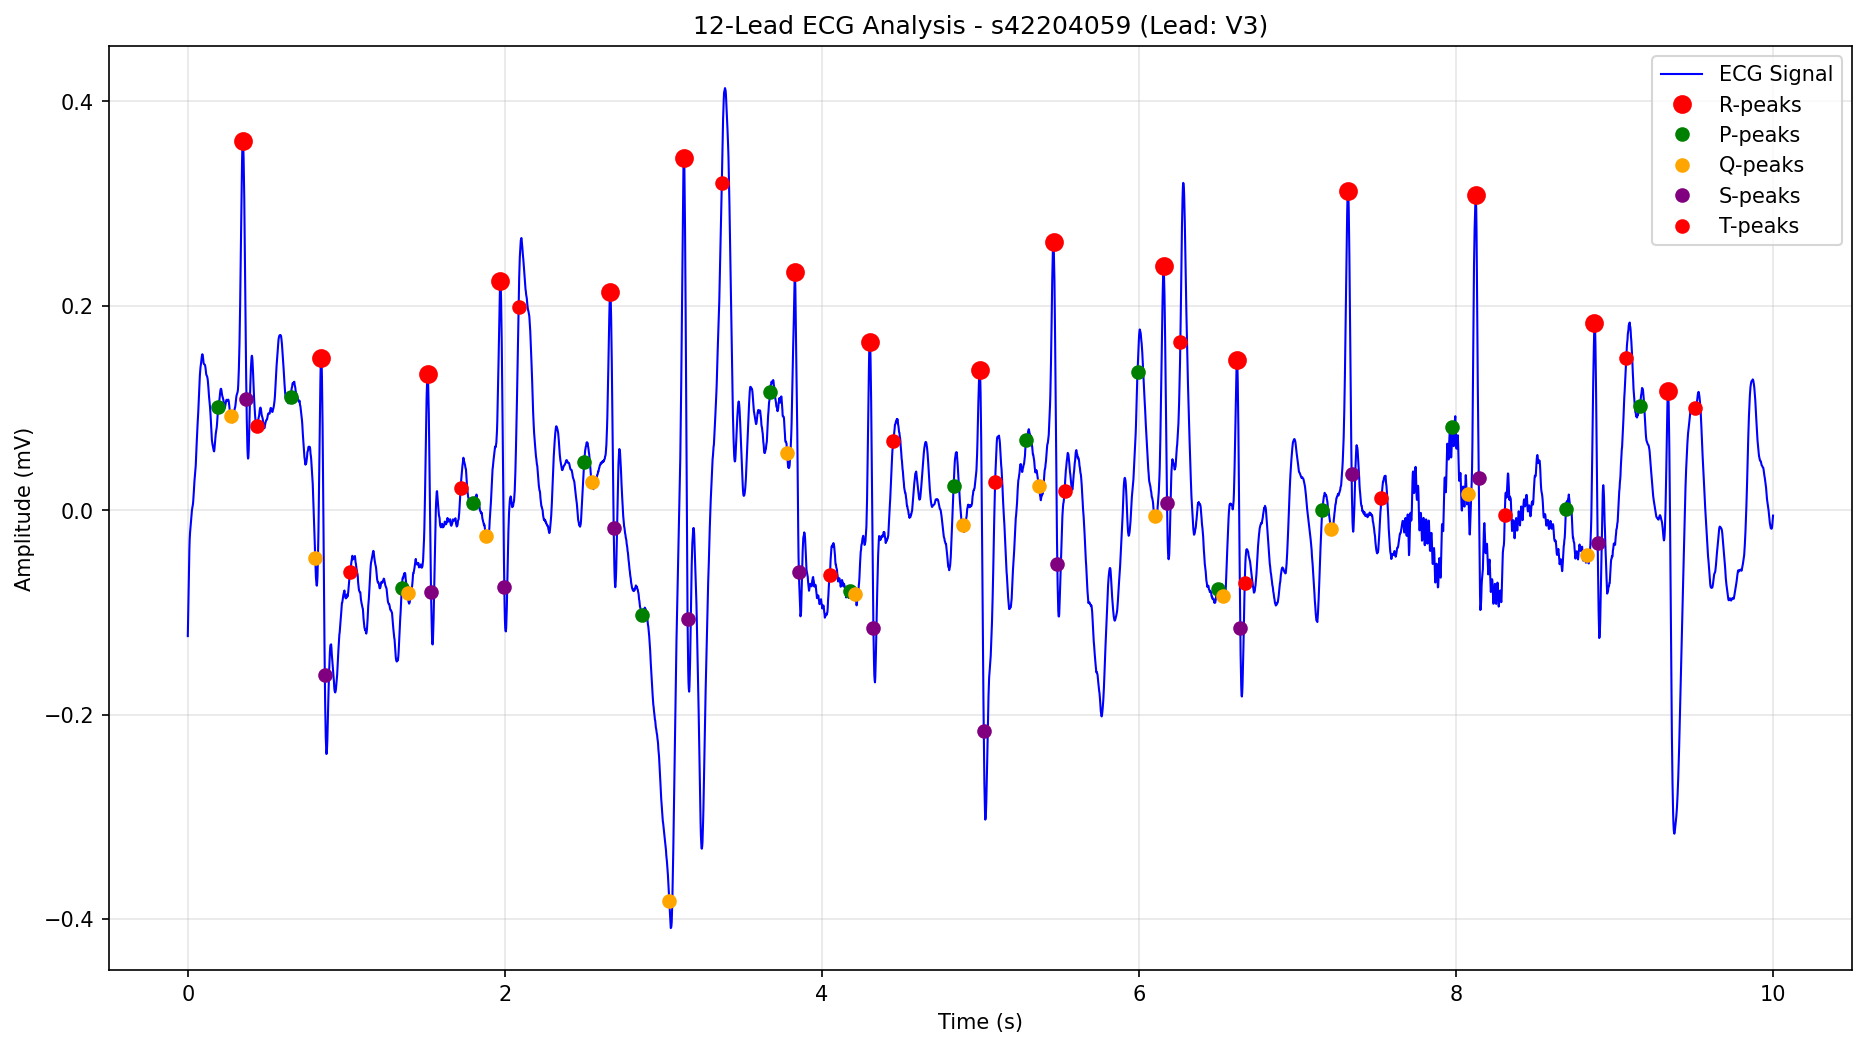 12-Lead ECG Analysis - s42204059 (Lead: V3)
ECG Signal
R-peaks
P-peaks
Q-peaks
S-peaks
T-peaks
Amplitude (mV)
0.4
0.2
0.0
−0.2
−0.4
0 2 4 6 8 10
Time (s)